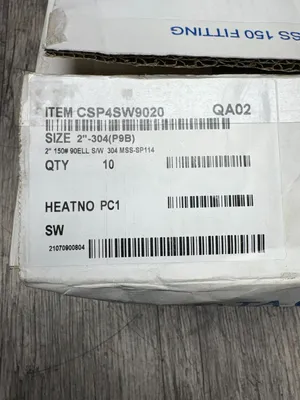 SS 150 FITTING
ITEM CSP4SW9020 QA02
SIZE 2"-304(P9B)
2" 150# 90ELL S/W 304 MSS-SP114
QTY 10
HEATNO PC1
SW
21070900804